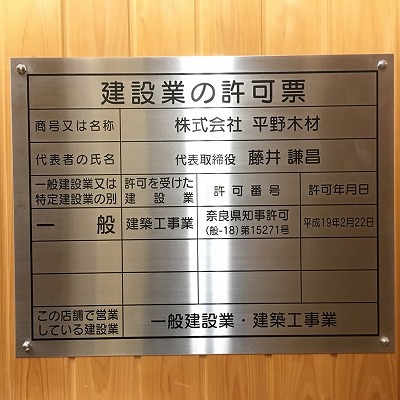 建設業の許可票
商号又は名称 株式会社 平野木材
代表者の氏名 代表取締役 藤井 謙昌
一般建設業又は特定建設業の別 許可を受けた建設業 許可番号 許可年月日
一般 建築工事業 奈良県知事許可(般-18)第15271号 平成19年2月22日
この店舗で営業している建設業 一般建設業・建築工事業